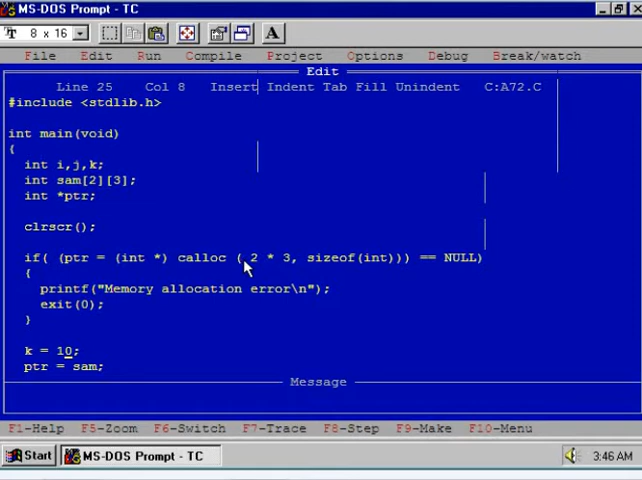 MS-DOS Prompt - TC
8 x 16
A
File Edit Run Compile Project Options Debug Break/watch
Edit
Line 25 Col 8 Insert Indent Tab Fill Unindent C:A72.C
#include <stdlib.h>
int main(void)
{
int i,j,k;
int sam[2][3];
int *ptr;
clrscr();
if( (ptr = (int *) calloc ( 2 * 3, sizeof(int))) == NULL)
{
printf("Memory allocation error\n");
exit(0);
}
k = 10;
ptr = sam;
Message
F1-Help F5-Zoom F6-Switch F7-Trace F8-Step F9-Make F10-Menu
Start MS-DOS Prompt - TC 3:46 AM